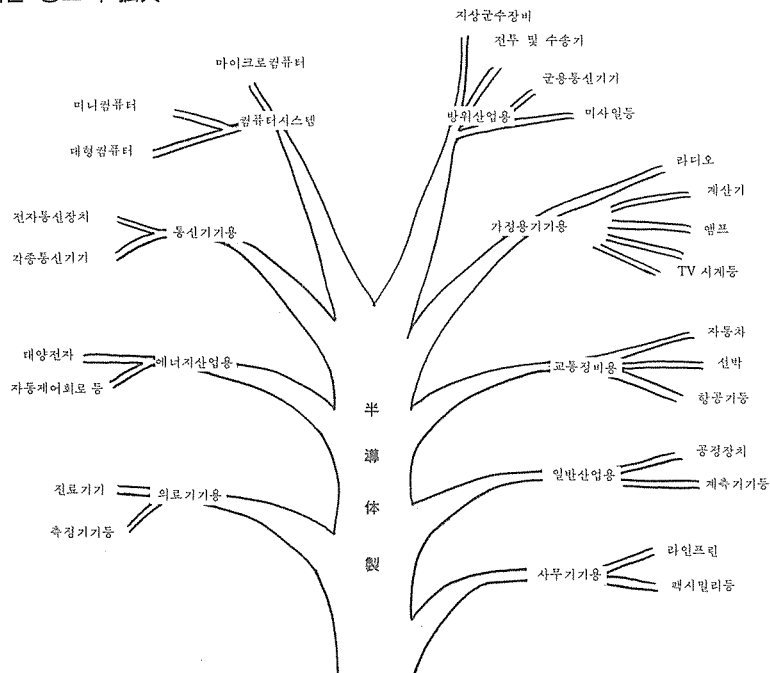 지상군수장비
전투 및 수송기
마이크로컴퓨터
군용통신기기
미니컴퓨터
컴퓨터시스템
방위산업용
미사일등
대형컴퓨터
라디오
계산기
전자통신장치
통신기기용
가정용기기용
앰프
각종통신기기
TV 시계등
자동차
태양전자
에너지산업용
교통정비용
선박
자동제어회로 등
항공기등
半
導
体
製
공정장치
진료기기
의료기기용
일반산업용
계측기기등
측정기기등
라인프린
사무기기용
팩시밀리등